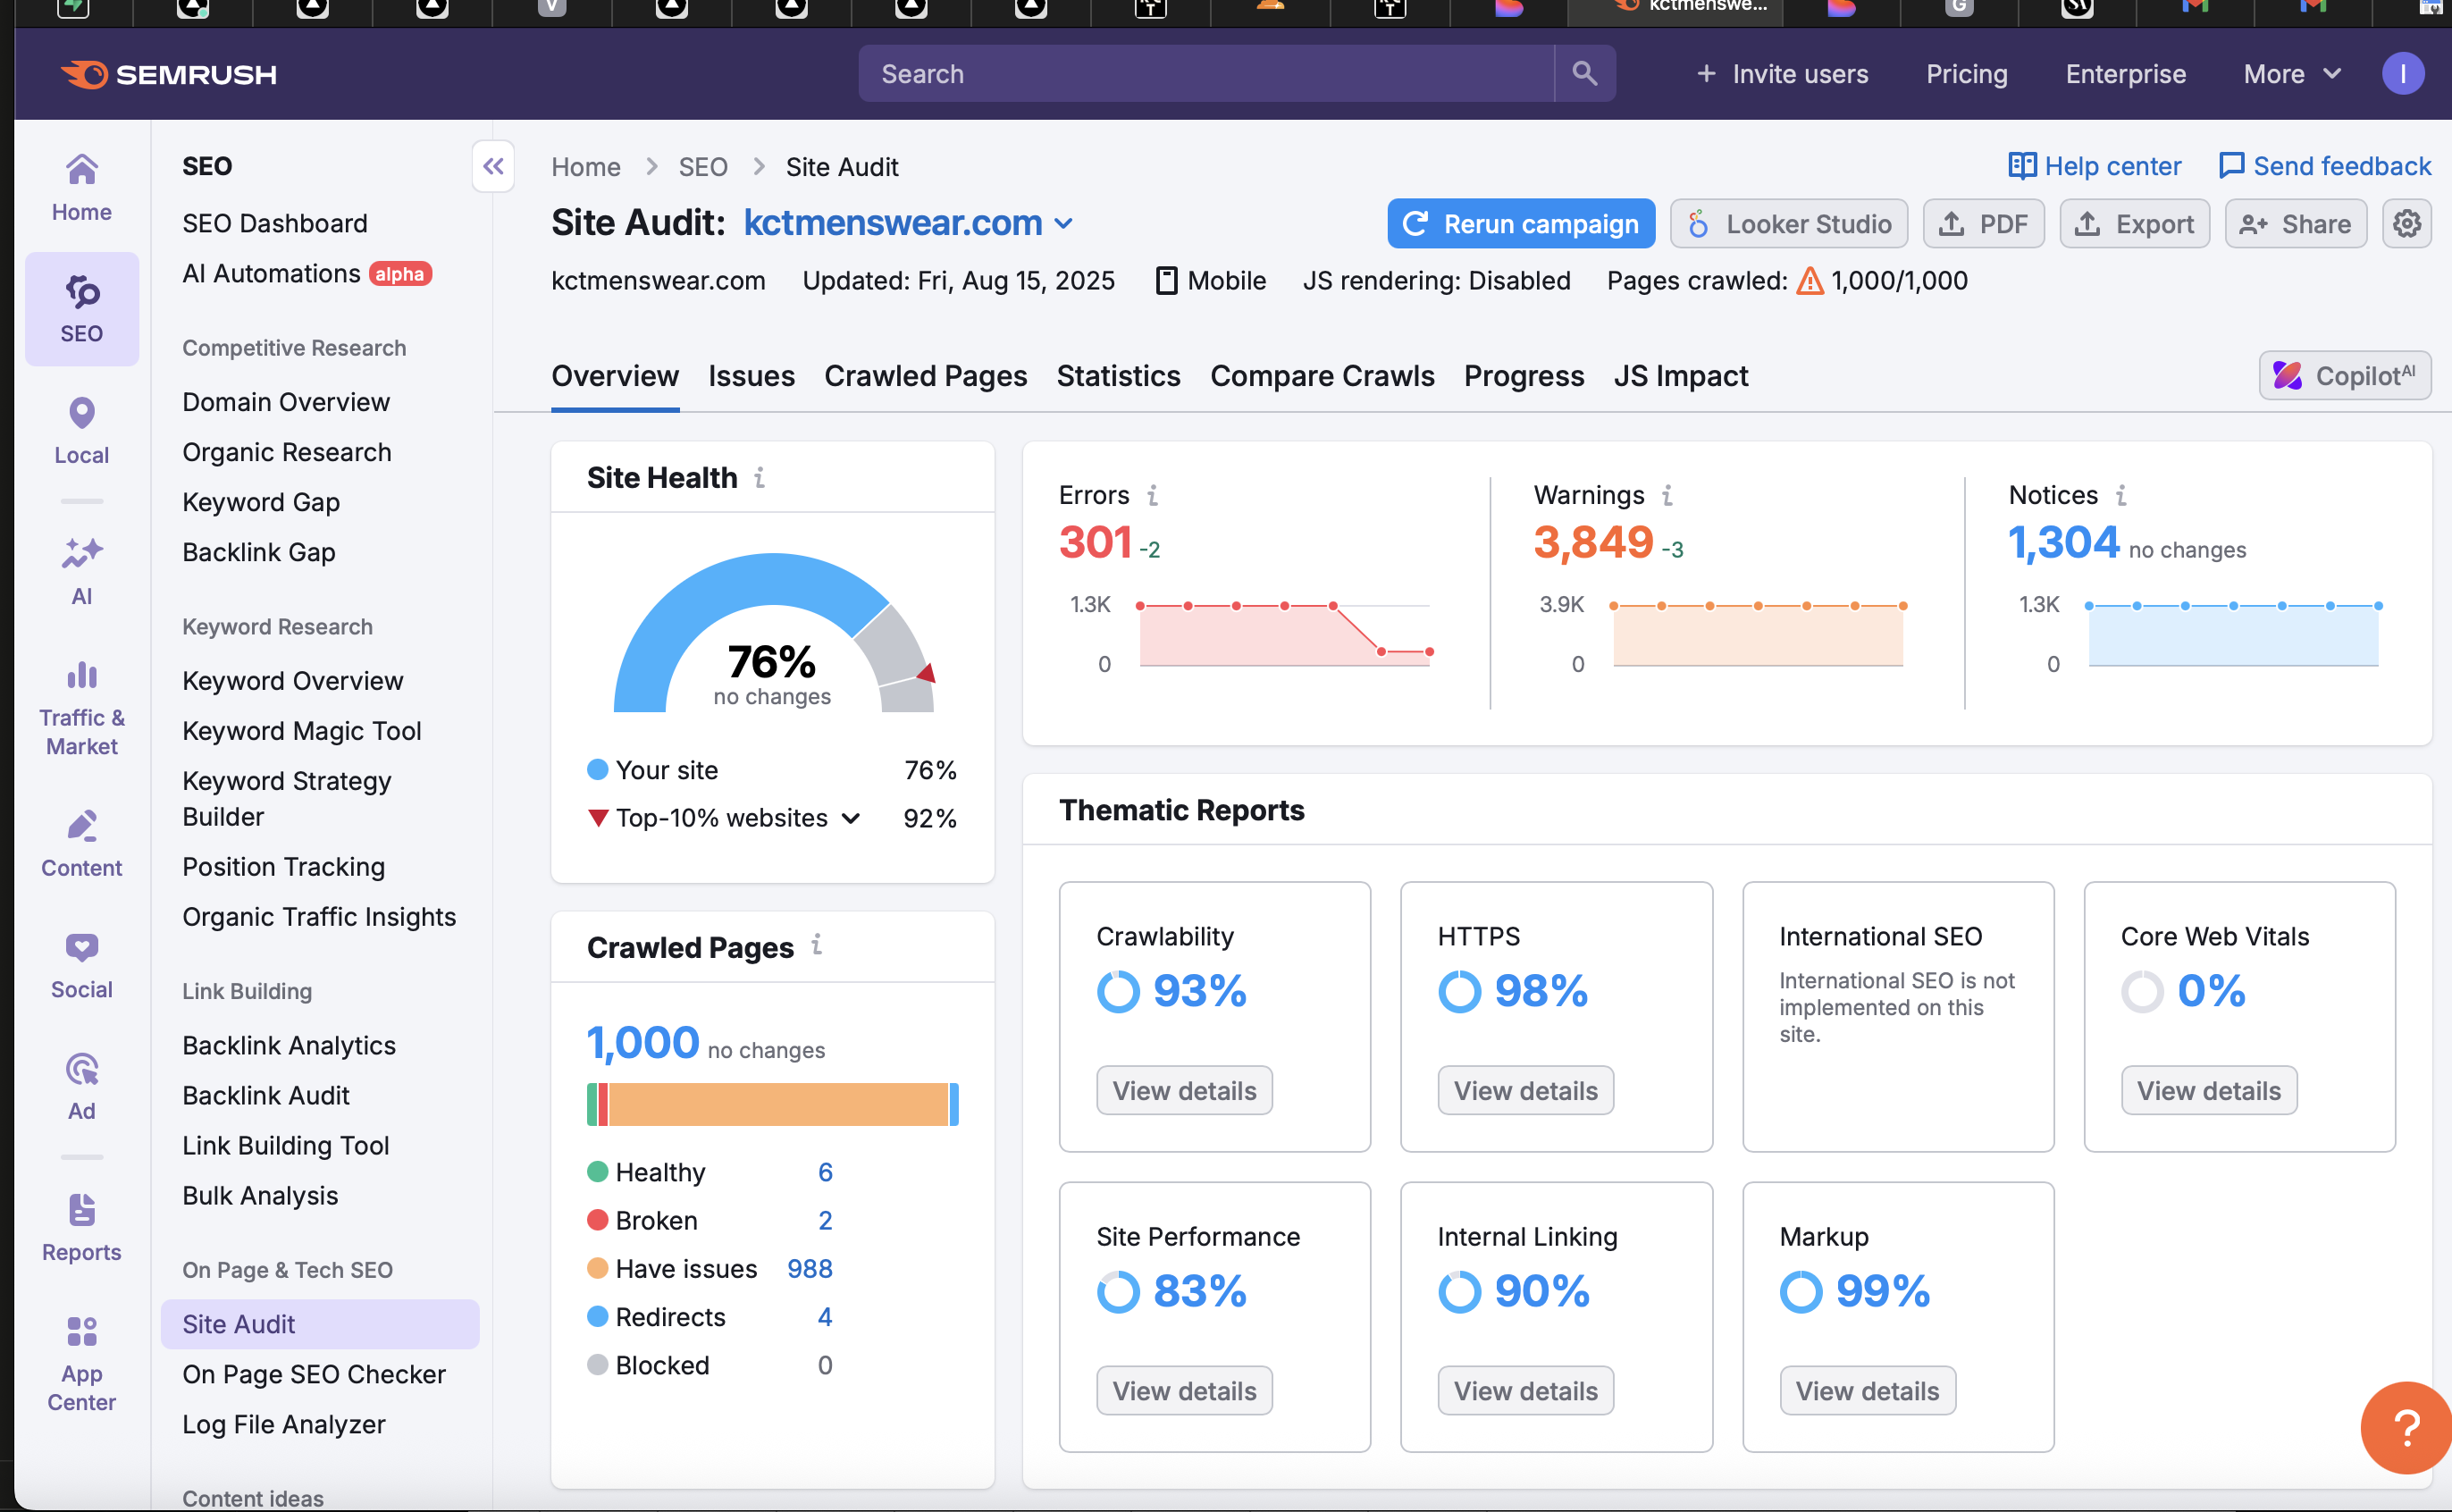 kctmenswe...
SEMRUSH
Search
+ Invite users
Pricing
Enterprise
More
I
Home
SEO
Local
AI
Traffic &
Market
Content
Social
Ad
Reports
App
Center
SEO
SEO Dashboard
AI Automations alpha
Competitive Research
Domain Overview
Organic Research
Keyword Gap
Backlink Gap
Keyword Research
Keyword Overview
Keyword Magic Tool
Keyword Strategy
Builder
Position Tracking
Organic Traffic Insights
Link Building
Backlink Analytics
Backlink Audit
Link Building Tool
Bulk Analysis
On Page & Tech SEO
Site Audit
On Page SEO Checker
Log File Analyzer
Content ideas
Home > SEO > Site Audit
Help center
Send feedback
Site Audit: kctmenswear.com
Rerun campaign
Looker Studio
PDF
Export
Share
kctmenswear.com
Updated: Fri, Aug 15, 2025
Mobile
JS rendering: Disabled
Pages crawled: 1,000/1,000
Overview
Issues
Crawled Pages
Statistics
Compare Crawls
Progress
JS Impact
Copilot AI
Site Health i
76%
no changes
Your site 76%
Top-10% websites 92%
Errors i
301 -2
1.3K
0
Warnings i
3,849 -3
3.9K
0
Notices i
1,304 no changes
1.3K
0
Crawled Pages i
1,000 no changes
Healthy 6
Broken 2
Have issues 988
Redirects 4
Blocked 0
Thematic Reports
Crawlability
93%
View details
HTTPS
98%
View details
International SEO
International SEO is not
implemented on this
site.
Core Web Vitals
0%
View details
Site Performance
83%
View details
Internal Linking
90%
View details
Markup
99%
View details
?